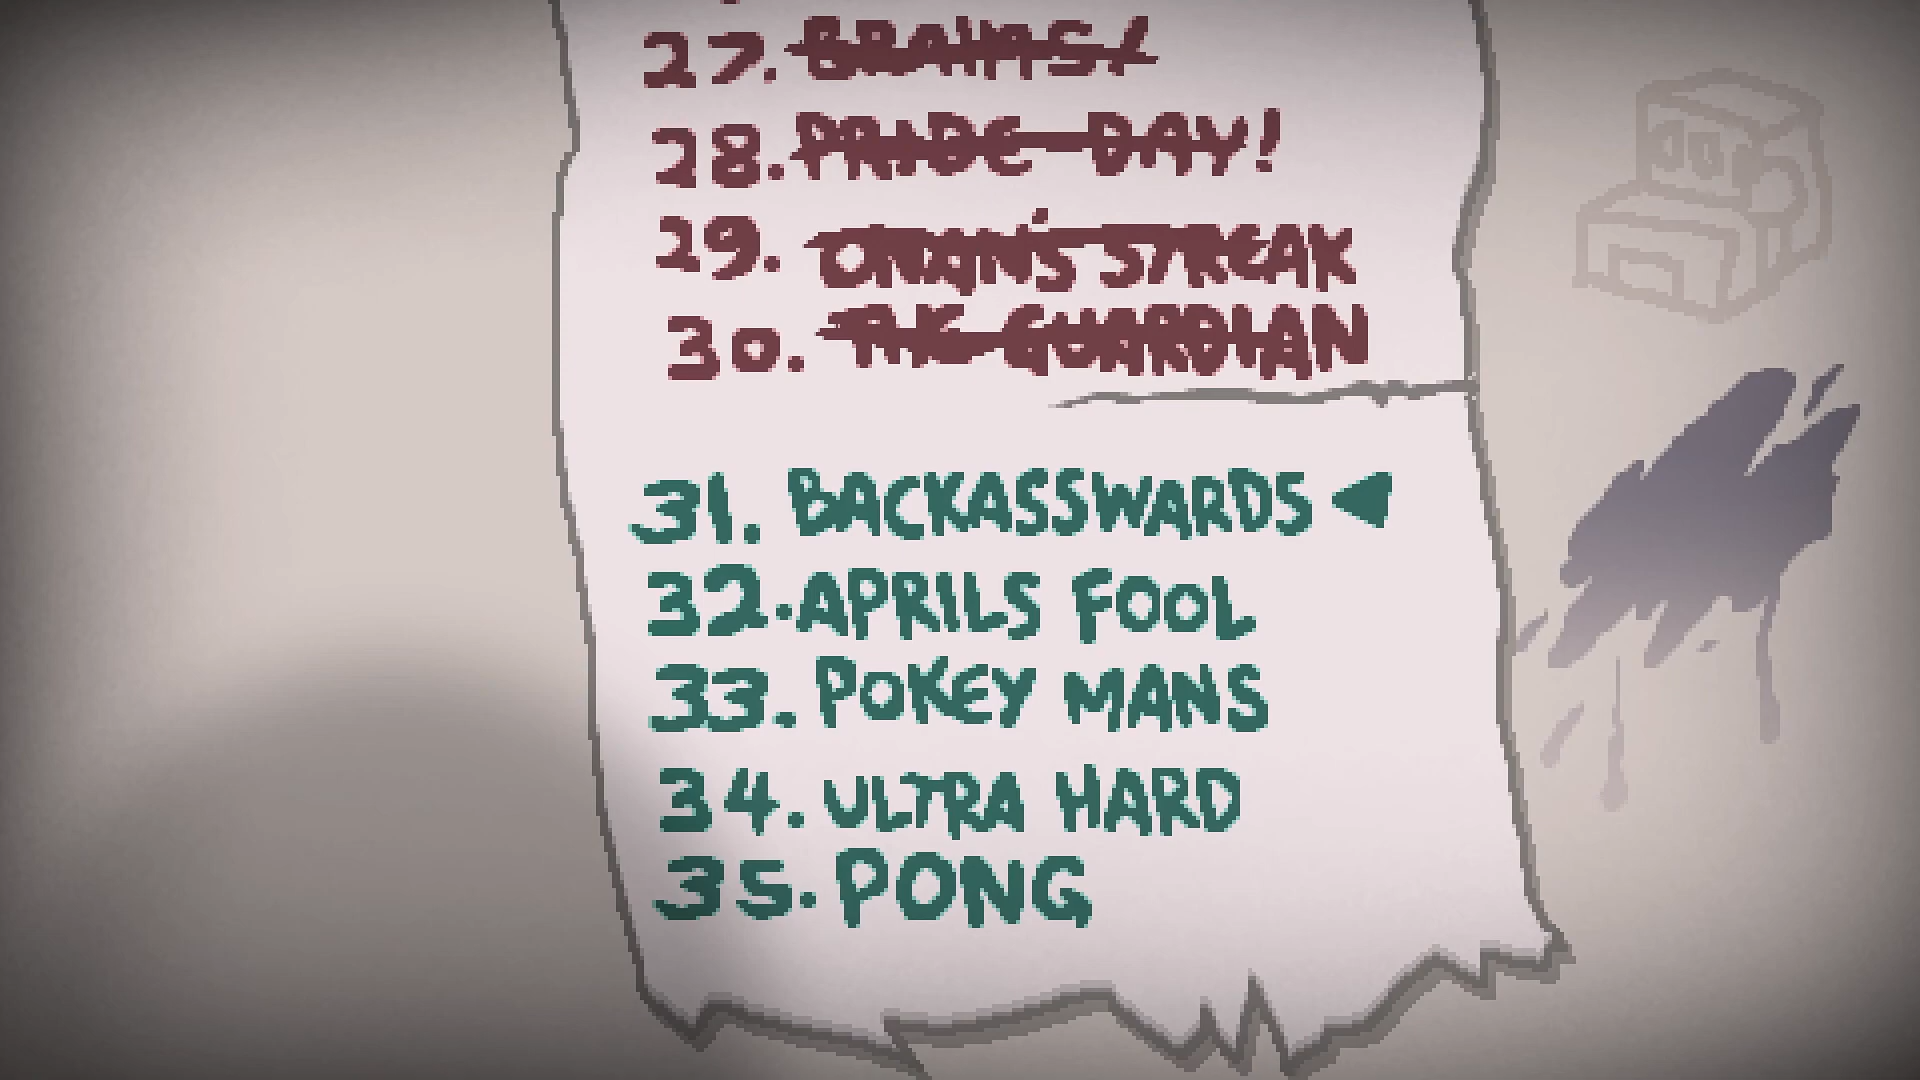 27. BRAHMS!
28. PRIDE DAY!
29. ONAN'S STREAK
30. THE GUARDIAN
31. BACKASSWARDS
32. APRILS FOOL
33. POKEY MANS
34. ULTRA HARD
35. PONG